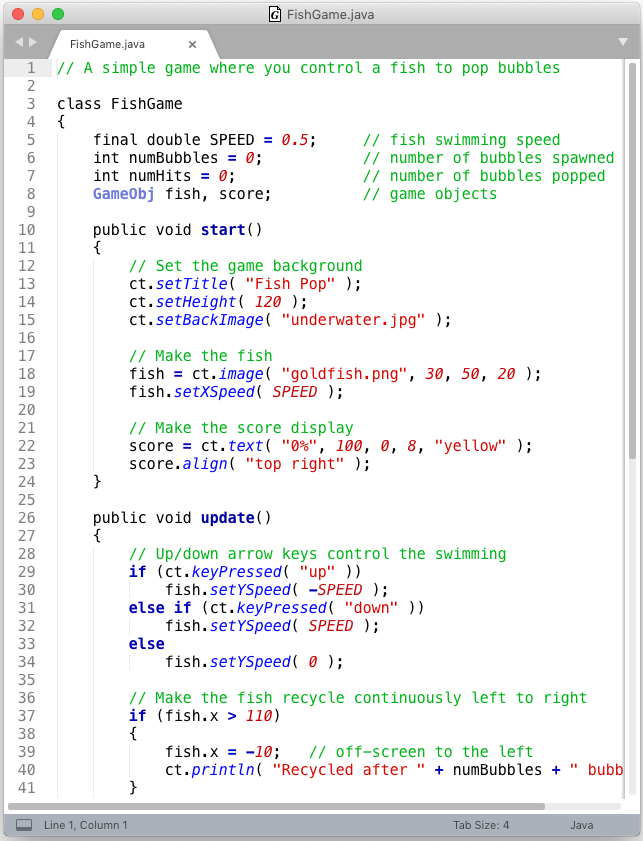 FishGame.java
FishGame.java ×
1 // A simple game where you control a fish to pop bubbles
2
3 class FishGame
4 {
5     final double SPEED = 0.5;     // fish swimming speed
6     int numBubbles = 0;           // number of bubbles spawned
7     int numHits = 0;              // number of bubbles popped
8     GameObj fish, score;          // game objects
9
10     public void start()
11     {
12         // Set the game background
13         ct.setTitle( "Fish Pop" );
14         ct.setHeight( 120 );
15         ct.setBackImage( "underwater.jpg" );
16
17         // Make the fish
18         fish = ct.image( "goldfish.png", 30, 50, 20 );
19         fish.setXSpeed( SPEED );
20
21         // Make the score display
22         score = ct.text( "0%", 100, 0, 8, "yellow" );
23         score.align( "top right" );
24     }
25
26     public void update()
27     {
28         // Up/down arrow keys control the swimming
29         if (ct.keyPressed( "up" ))
30             fish.setYSpeed( -SPEED );
31         else if (ct.keyPressed( "down" ))
32             fish.setYSpeed( SPEED );
33         else
34             fish.setYSpeed( 0 );
35
36         // Make the fish recycle continuously left to right
37         if (fish.x > 110)
38         {
39             fish.x = -10;   // off-screen to the left
40             ct.println( "Recycled after " + numBubbles + " bubb
41         }
Line 1, Column 1 Tab Size: 4 Java